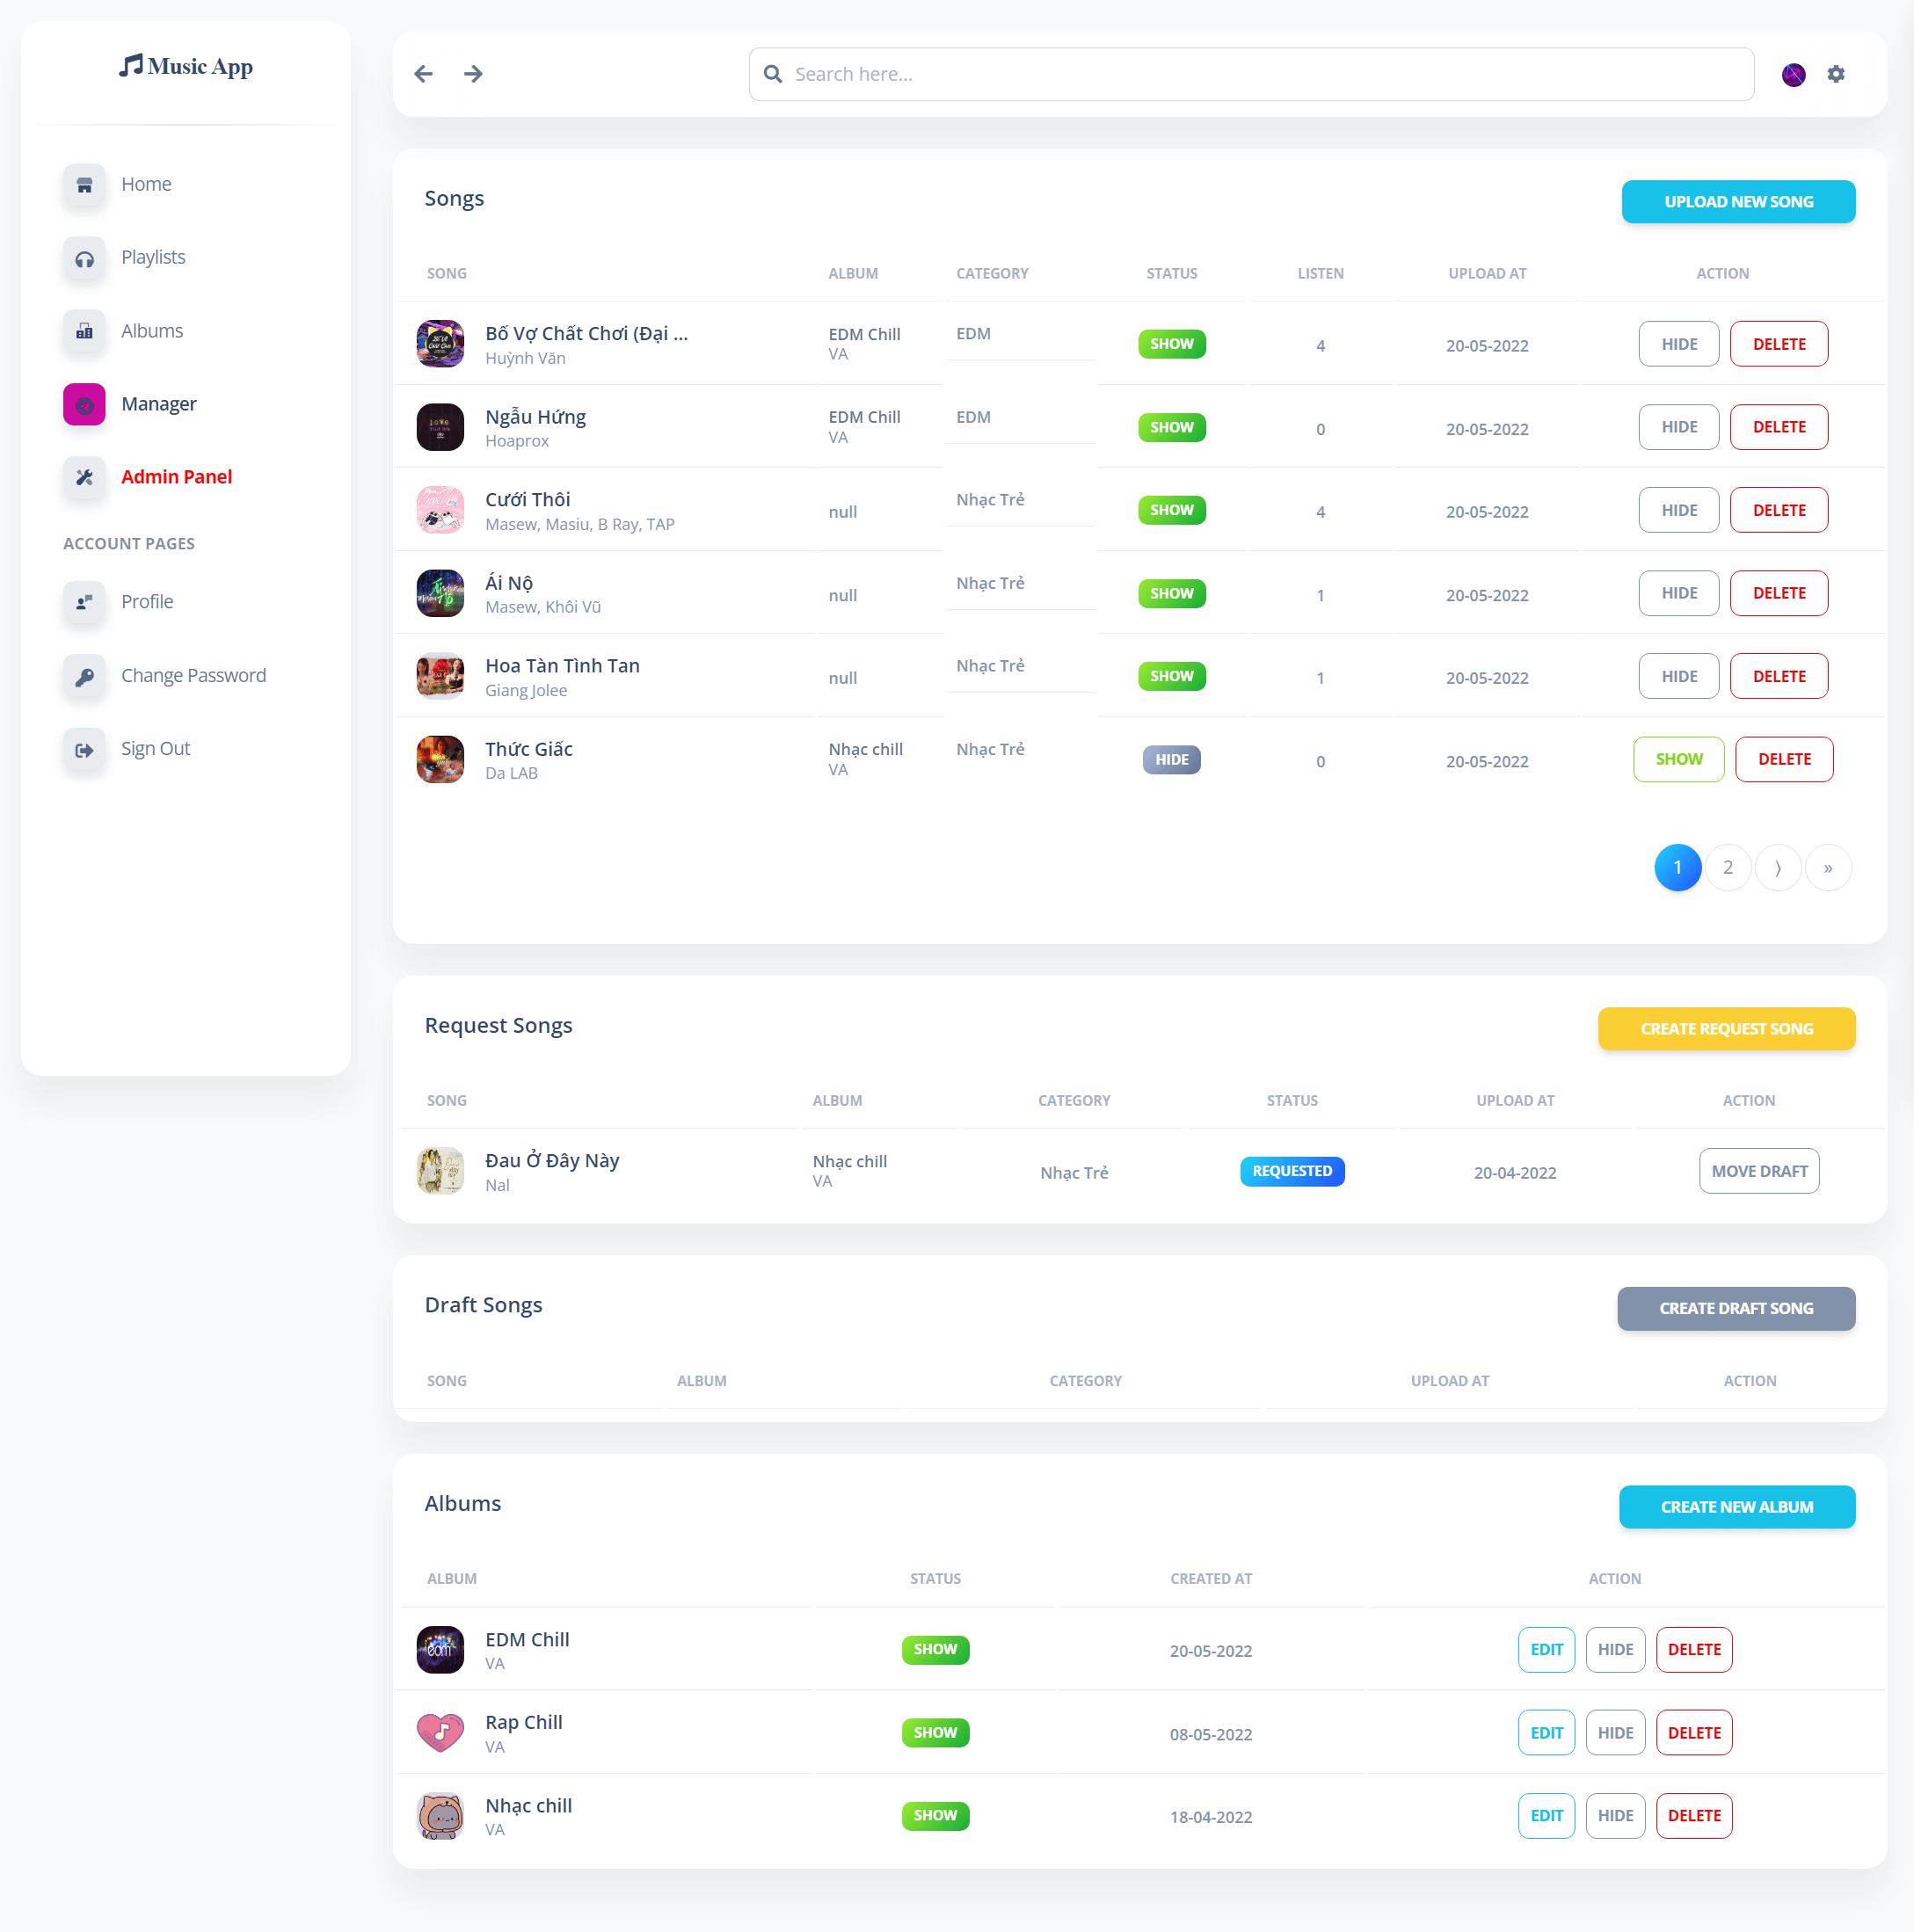 Music App
Search here...
Home
Playlists
Albums
Manager
Admin Panel
ACCOUNT PAGES
Profile
Change Password
Sign Out
Songs
UPLOAD NEW SONG
SONG ALBUM CATEGORY STATUS LISTEN UPLOAD AT ACTION
Bố Vợ Chất Chơi (Đại ... EDM Chill EDM SHOW 4 20-05-2022 HIDE DELETE
Huỳnh Văn VA
Ngẫu Hứng EDM Chill EDM SHOW 0 20-05-2022 HIDE DELETE
Hoaprox VA
Cưới Thôi null Nhạc Trẻ SHOW 4 20-05-2022 HIDE DELETE
Masew, Masiu, B Ray, TAP
Ái Nộ null Nhạc Trẻ SHOW 1 20-05-2022 HIDE DELETE
Masew, Khôi Vũ
Hoa Tàn Tình Tan null Nhạc Trẻ SHOW 1 20-05-2022 HIDE DELETE
Giang Jolee
Thức Giấc Nhạc chill Nhạc Trẻ HIDE 0 20-05-2022 SHOW DELETE
Da LAB VA
1 2 ⟩ »
Request Songs
CREATE REQUEST SONG
SONG ALBUM CATEGORY STATUS UPLOAD AT ACTION
Đau Ở Đây Này Nhạc chill Nhạc Trẻ REQUESTED 20-04-2022 MOVE DRAFT
Nal VA
Draft Songs
CREATE DRAFT SONG
SONG ALBUM CATEGORY UPLOAD AT ACTION
Albums
CREATE NEW ALBUM
ALBUM STATUS CREATED AT ACTION
edm
EDM Chill SHOW 20-05-2022 EDIT HIDE DELETE
VA
Rap Chill SHOW 08-05-2022 EDIT HIDE DELETE
VA
Nhạc chill SHOW 18-04-2022 EDIT HIDE DELETE
VA